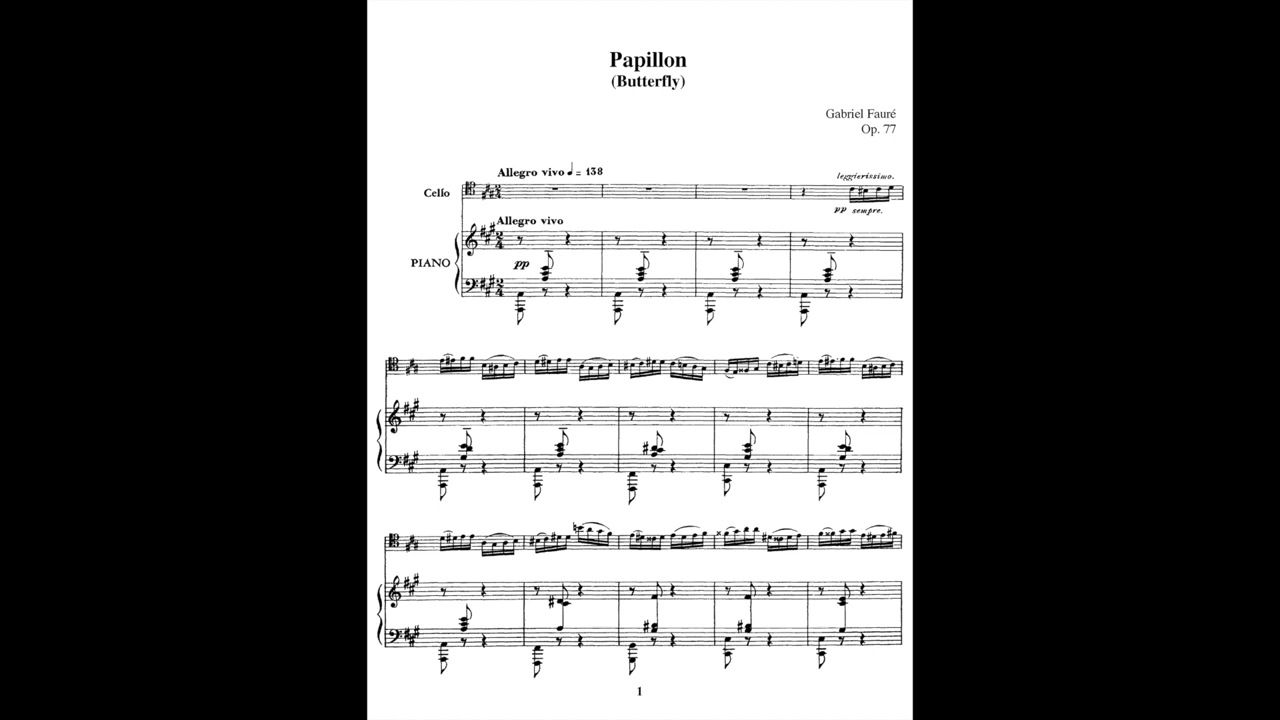 Papillon
(Butterfly)
Gabriel Fauré
Op. 77
Allegro vivo ♩ = 138
leggierissimo.
Cello
pp sempre.
Allegro vivo
PIANO
pp
1